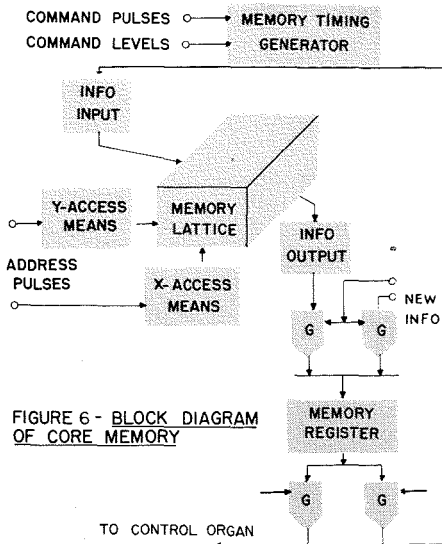 COMMAND PULSES
COMMAND LEVELS
MEMORY TIMING
GENERATOR
INFO
INPUT
Y-ACCESS
MEANS
MEMORY
LATTICE
INFO
OUTPUT
ADDRESS
PULSES
X-ACCESS
MEANS
NEW
INFO
G
G
FIGURE 6 - BLOCK DIAGRAM
OF CORE MEMORY
MEMORY
REGISTER
G
G
TO CONTROL ORGAN